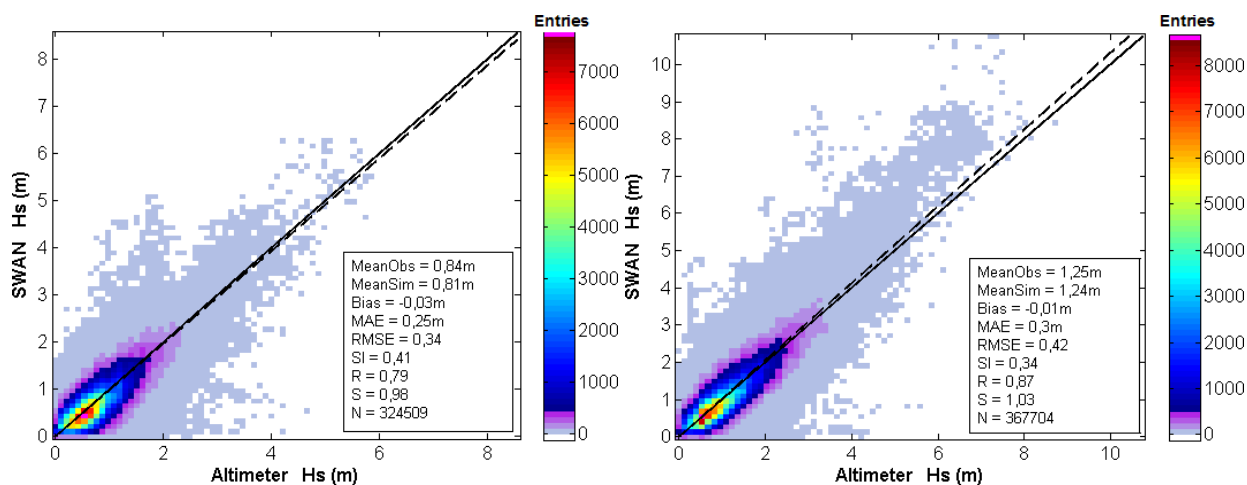 Entries
8
7
6
5
4
3
2
1
0
SWAN Hs (m)
0
2
4
6
8
Altimeter Hs (m)
MeanObs = 0,84m
MeanSim = 0,81m
Bias = -0,03m
MAE = 0,25m
RMSE = 0,34
SI = 0,41
R = 0,79
S = 0,98
N = 324509
7000
6000
5000
4000
3000
2000
1000
0
Entries
10
9
8
7
6
5
4
3
2
1
0
SWAN Hs (m)
0
2
4
6
8
10
Altimeter Hs (m)
MeanObs = 1,25m
MeanSim = 1,24m
Bias = -0,01m
MAE = 0,3m
RMSE = 0,42
SI = 0,34
R = 0,87
S = 1,03
N = 367704
8000
7000
6000
5000
4000
3000
2000
1000
0